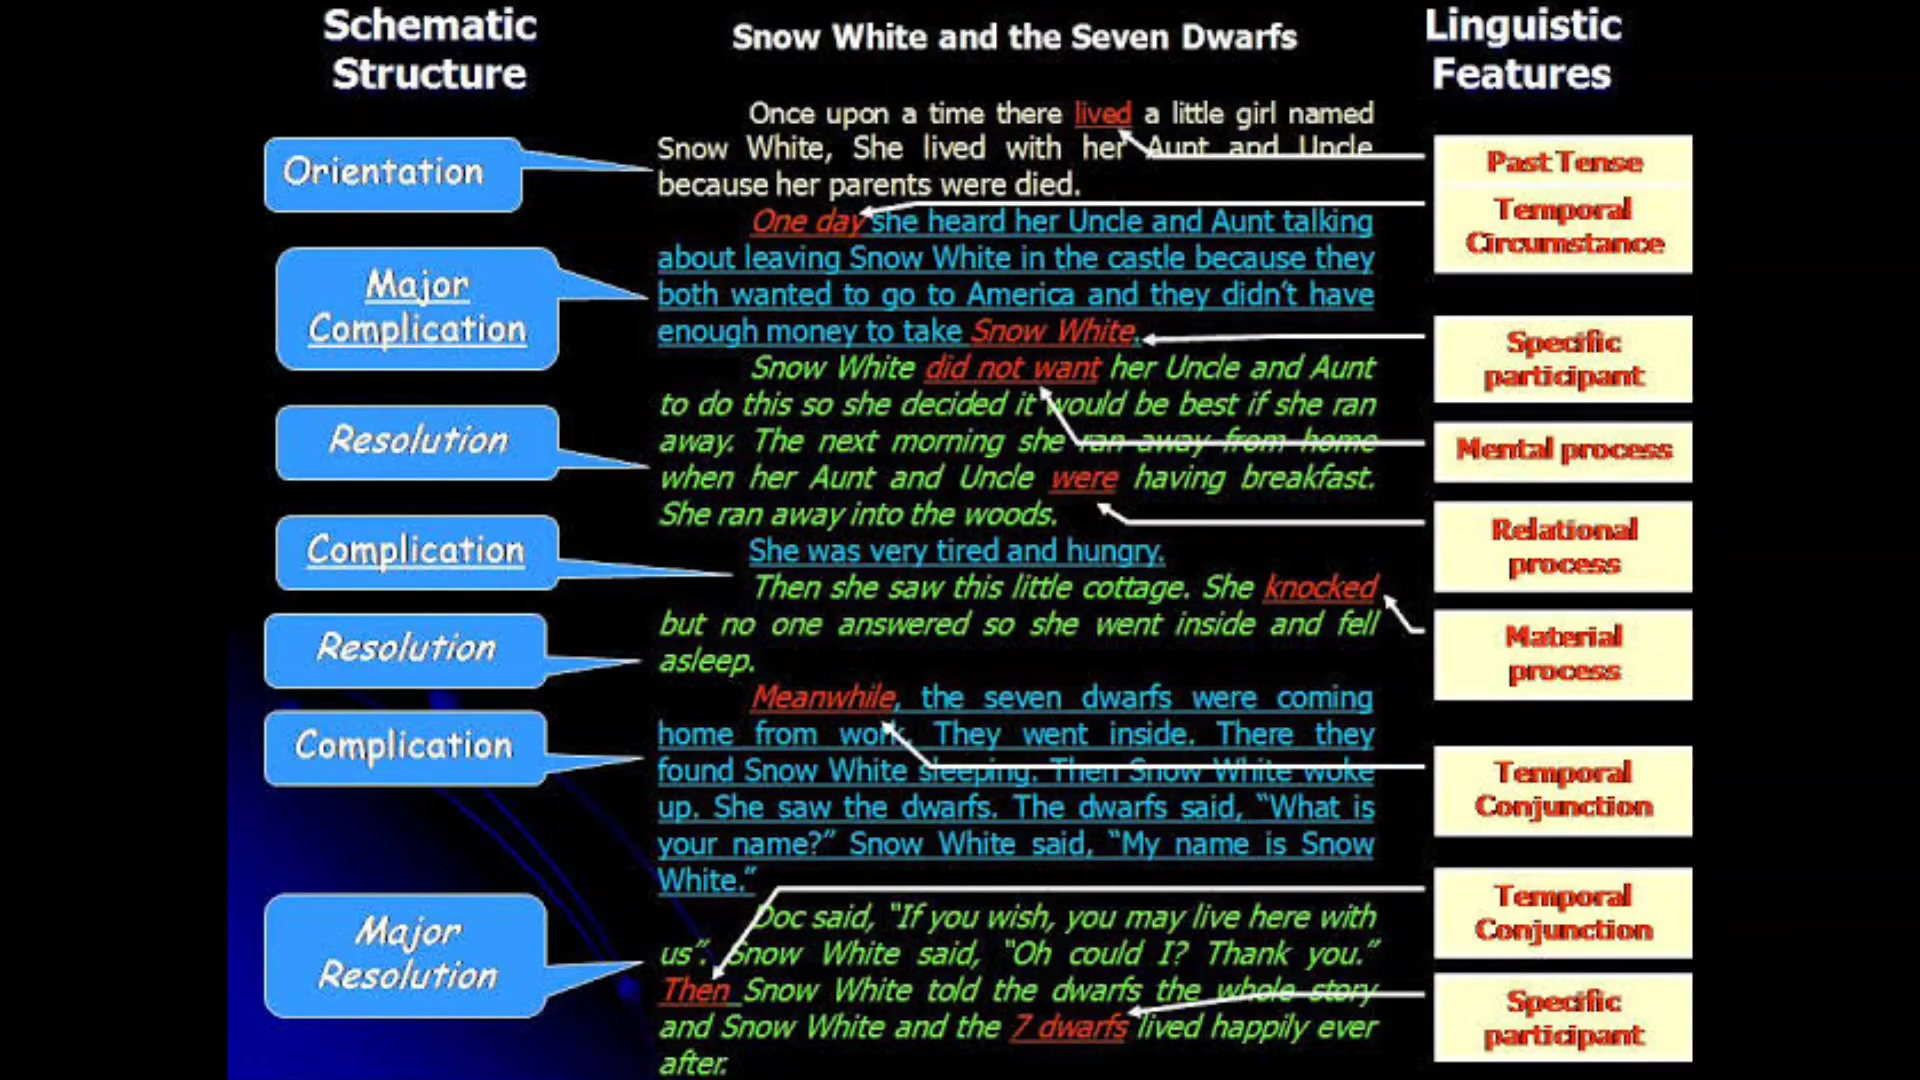 Schematic
Structure
Orientation
Major
Complication
Resolution
Complication
Resolution
Complication
Major
Resolution
Snow White and the Seven Dwarfs
Once upon a time there lived a little girl named
Snow White, She lived with her Aunt and Uncle
because her parents were died.
One day she heard her Uncle and Aunt talking
about leaving Snow White in the castle because they
both wanted to go to America and they didn't have
enough money to take Snow White.
Snow White did not want her Uncle and Aunt
to do this so she decided it would be best if she ran
away. The next morning she ran away from home
when her Aunt and Uncle were having breakfast.
She ran away into the woods.
She was very tired and hungry.
Then she saw this little cottage. She knocked
but no one answered so she went inside and fell
asleep.
Meanwhile, the seven dwarfs were coming
home from work. They went inside. There they
found Snow White sleeping. Then Snow White woke
up. She saw the dwarfs. The dwarfs said, “What is
your name?” Snow White said, “My name is Snow
White.”
Doc said, “If you wish, you may live here with
us”. Snow White said, “Oh could I? Thank you.”
Then Snow White told the dwarfs the whole story
and Snow White and the 7 dwarfs lived happily ever
after.
Linguistic
Features
Past Tense
Temporal
Circumstance
Specific
participant
Mental process
Relational
process
Material
process
Temporal
Conjunction
Temporal
Conjunction
Specific
participant